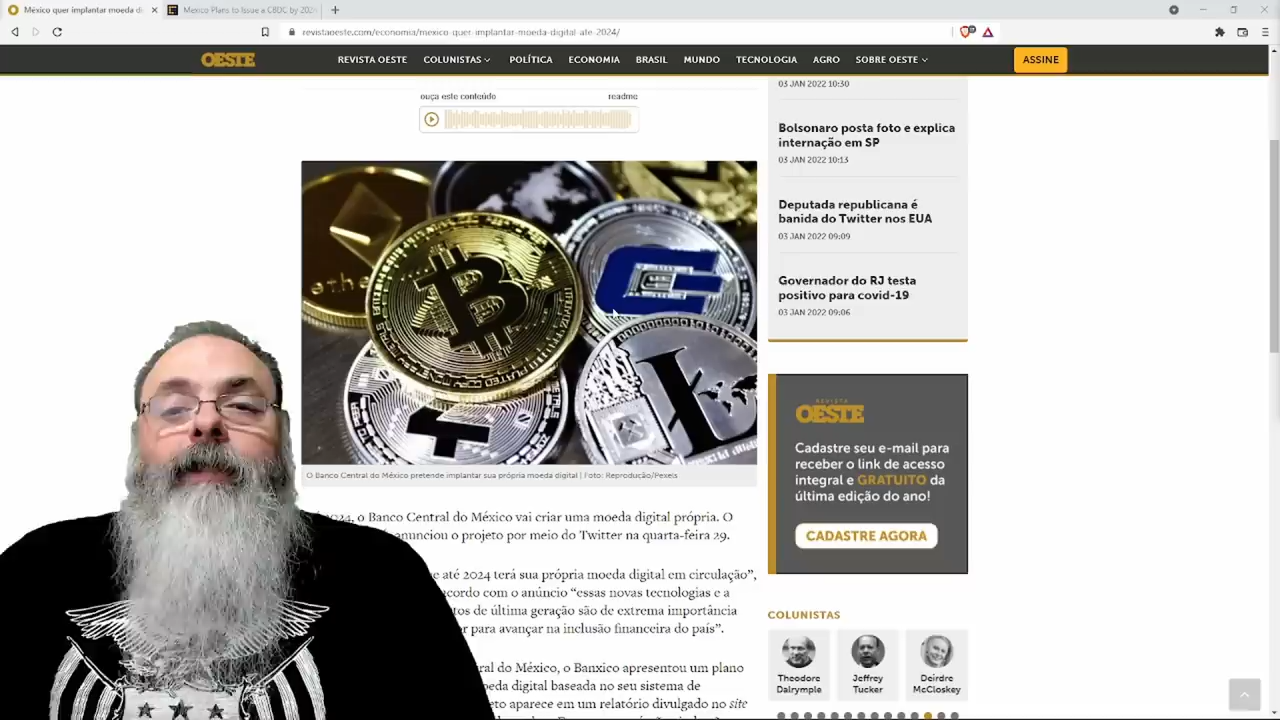 México quer implantar moeda di
Mexico Plans to Issue a CBDC by 202
revistaoeste.com/economia/mexico-quer-implantar-moeda-digital-ate-2024/
OESTE
REVISTA OESTE
COLUNISTAS
POLÍTICA
ECONOMIA
BRASIL
MUNDO
TECNOLOGIA
AGRO
SOBRE OESTE
ASSINE
ouça este conteúdo
readme
O Banco Central do México pretende implantar sua própria moeda digital | Foto: Reprodução/Pexels
2024, o Banco Central do México vai criar uma moeda digital própria. O
anunciou o projeto por meio do Twitter na quarta-feira 29.
e até 2024 terá sua própria moeda digital em circulação”,
acordo com o anúncio “essas novas tecnologias e a
tos de última geração são de extrema importância
r para avançar na inclusão financeira do país”.
ral do México, o Banxico apresentou um plano
oeda digital baseada no seu sistema de
eto aparece em um relatório divulgado no site
03 JAN 2022 10:30
Bolsonaro posta foto e explica
internação em SP
03 JAN 2022 10:13
Deputada republicana é
banida do Twitter nos EUA
03 JAN 2022 09:09
Governador do RJ testa
positivo para covid-19
03 JAN 2022 09:06
REVISTA
OESTE
Cadastre seu e-mail para
receber o link de acesso
integral e GRATUITO da
última edição do ano!
CADASTRE AGORA
COLUNISTAS
Theodore
Dalrymple
Jeffrey
Tucker
Deirdre
McCloskey